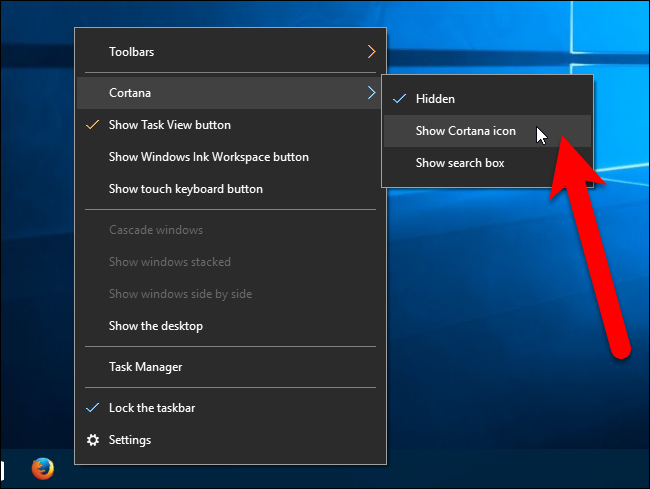 Toolbars
Cortana
Show Task View button
Show Windows Ink Workspace button
Show touch keyboard button
Cascade windows
Show windows stacked
Show windows side by side
Show the desktop
Task Manager
Lock the taskbar
Settings
Hidden
Show Cortana icon
Show search box